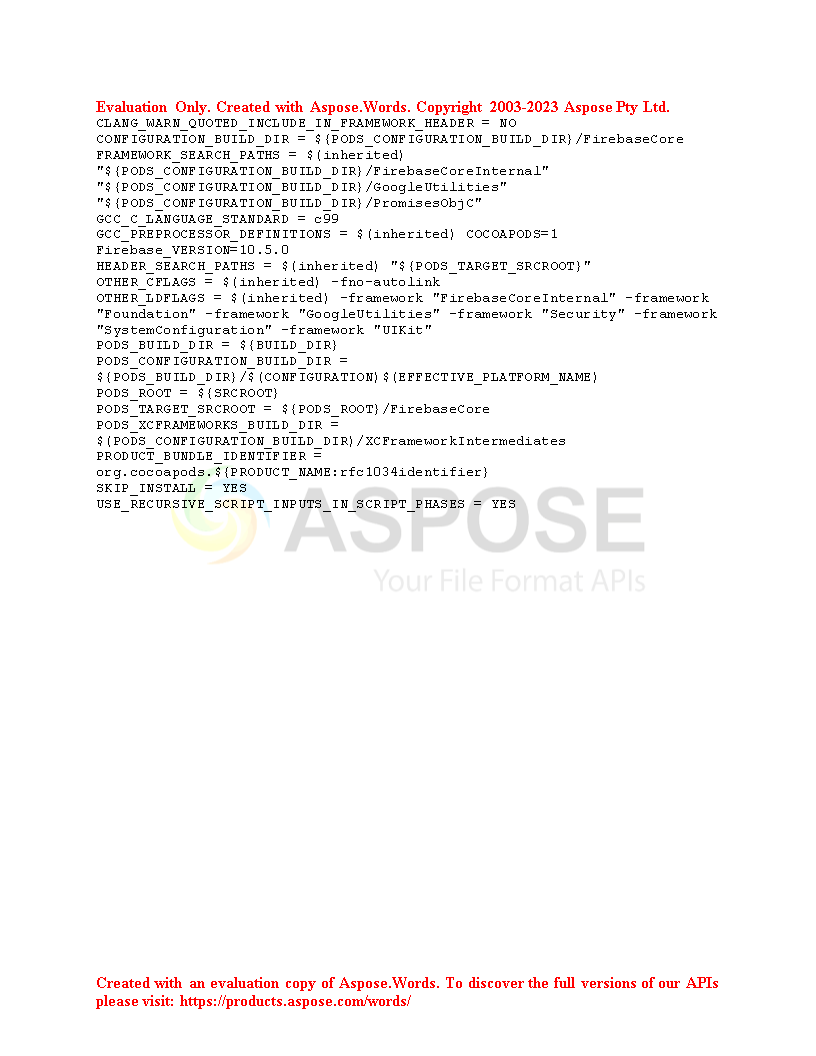 Evaluation Only. Created with Aspose.Words. Copyright 2003-2023 Aspose Pty Ltd.
CLANG_WARN_QUOTED_INCLUDE_IN_FRAMEWORK_HEADER = NO
CONFIGURATION_BUILD_DIR = ${PODS_CONFIGURATION_BUILD_DIR}/FirebaseCore
FRAMEWORK_SEARCH_PATHS = $(inherited)
"${PODS_CONFIGURATION_BUILD_DIR}/FirebaseCoreInternal"
"${PODS_CONFIGURATION_BUILD_DIR}/GoogleUtilities"
"${PODS_CONFIGURATION_BUILD_DIR}/PromisesObjC"
GCC_C_LANGUAGE_STANDARD = c99
GCC_PREPROCESSOR_DEFINITIONS = $(inherited) COCOAPODS=1
Firebase_VERSION=10.5.0
HEADER_SEARCH_PATHS = $(inherited) "${PODS_TARGET_SRCROOT}"
OTHER_CFLAGS = $(inherited) -fno-autolink
OTHER_LDFLAGS = $(inherited) -framework "FirebaseCoreInternal" -framework
"Foundation" -framework "GoogleUtilities" -framework "Security" -framework
"SystemConfiguration" -framework "UIKit"
PODS_BUILD_DIR = ${BUILD_DIR}
PODS_CONFIGURATION_BUILD_DIR =
${PODS_BUILD_DIR}/$(CONFIGURATION)$(EFFECTIVE_PLATFORM_NAME)
PODS_ROOT = ${SRCROOT}
PODS_TARGET_SRCROOT = ${PODS_ROOT}/FirebaseCore
PODS_XCFRAMEWORKS_BUILD_DIR =
$(PODS_CONFIGURATION_BUILD_DIR)/XCFrameworkIntermediates
PRODUCT_BUNDLE_IDENTIFIER =
org.cocoapods.${PRODUCT_NAME:rfc1034identifier}
SKIP_INSTALL = YES
USE_RECURSIVE_SCRIPT_INPUTS_IN_SCRIPT_PHASES = YES
ASPOSE
Your File Format APIs
Created with an evaluation copy of Aspose.Words. To discover the full versions of our APIs
please visit: https://products.aspose.com/words/